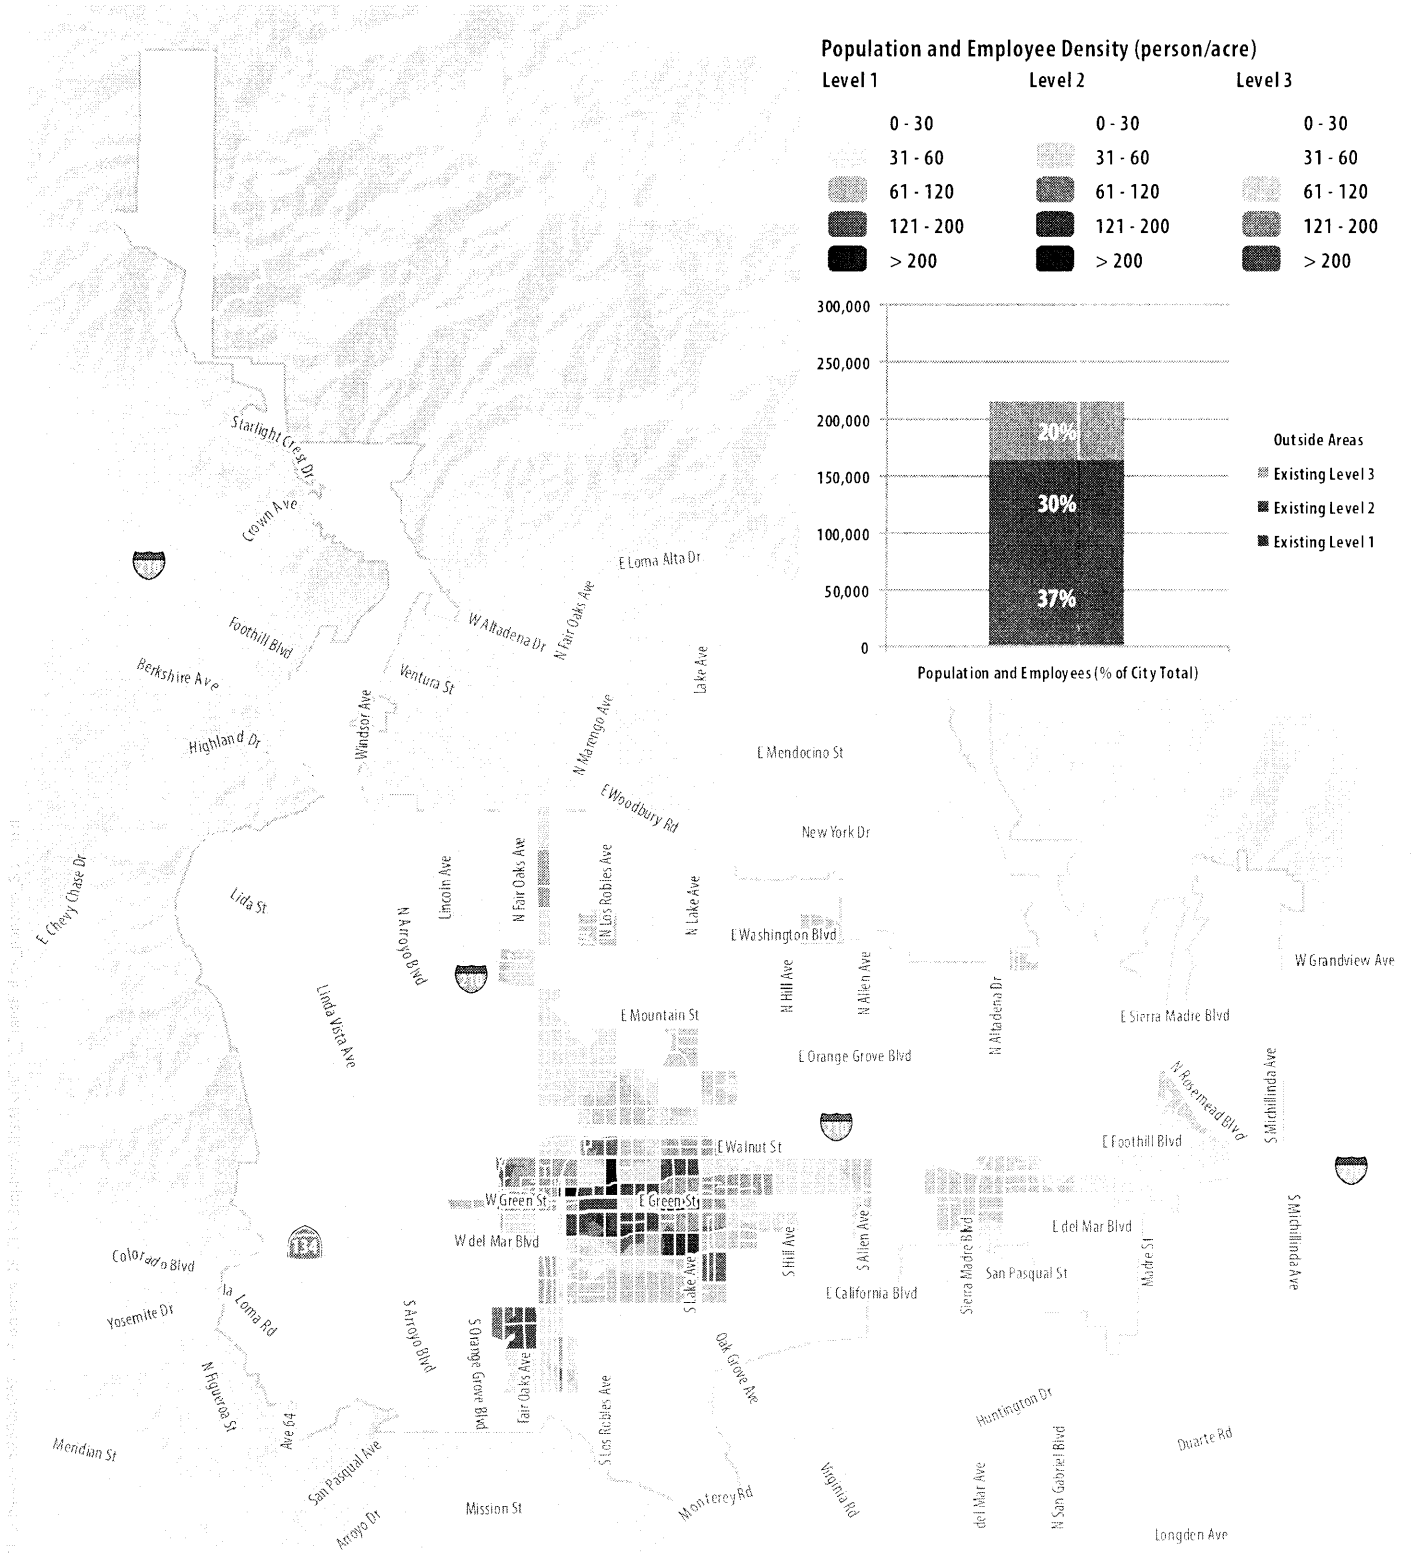 Population and Employee Density (person/acre)
Level 1 Level 2 Level 3
0 - 30 0 - 30 0 - 30
31 - 60 31 - 60 31 - 60
61 - 120 61 - 120 61 - 120
121 - 200 121 - 200 121 - 200
> 200 > 200 > 200
300,000
250,000
200,000
150,000
100,000
50,000
0
20%
30%
37%
Outside Areas
Existing Level 3
Existing Level 2
Existing Level 1
Population and Employees (% of City Total)
Starlight Crest Dr
Crown Ave
E Loma Alta Dr
N Fair Oaks Ave
W Altadena Dr
Foothill Blvd
Berkshire Ave
Ventura St
Lake Ave
Windsor Ave
N Marengo Ave
Highland Dr
E Mendocino St
E Woodbury Rd
New York Dr
E Chevy Chase Dr
Lida St
Lincoln Ave
N Fair Oaks Ave
N Los Robles Ave
N Lake Ave
N Arroyo Blvd
E Washington Blvd
W Grandview Ave
N Hill Ave
N Allen Ave
N Altadena Dr
Linda Vista Ave
E Mountain St
E Sierra Madre Blvd
E Orange Grove Blvd
N Rosemead Blvd
S Michillinda Ave
E Foothill Blvd
E Walnut St
W Green St
E Green St
S Michillinda Ave
134
W del Mar Blvd
E del Mar Blvd
S Hill Ave
S Allen Ave
Sierra Madre Blvd
Madre St
Colorado Blvd
San Pasqual St
S Lake Ave
E California Blvd
la Loma Rd
Yosemite Dr
S Arroyo Blvd
S Orange Grove Blvd
Fair Oaks Ave
Oak Grove Ave
N Figueroa St
S Los Robles Ave
Ave 64
Huntington Dr
Meridian St
San Pasqual Ave
Duarte Rd
Virginia Rd
del Mar Ave
N San Gabriel Blvd
Monterey Rd
Mission St
Arroyo Dr
Longden Ave